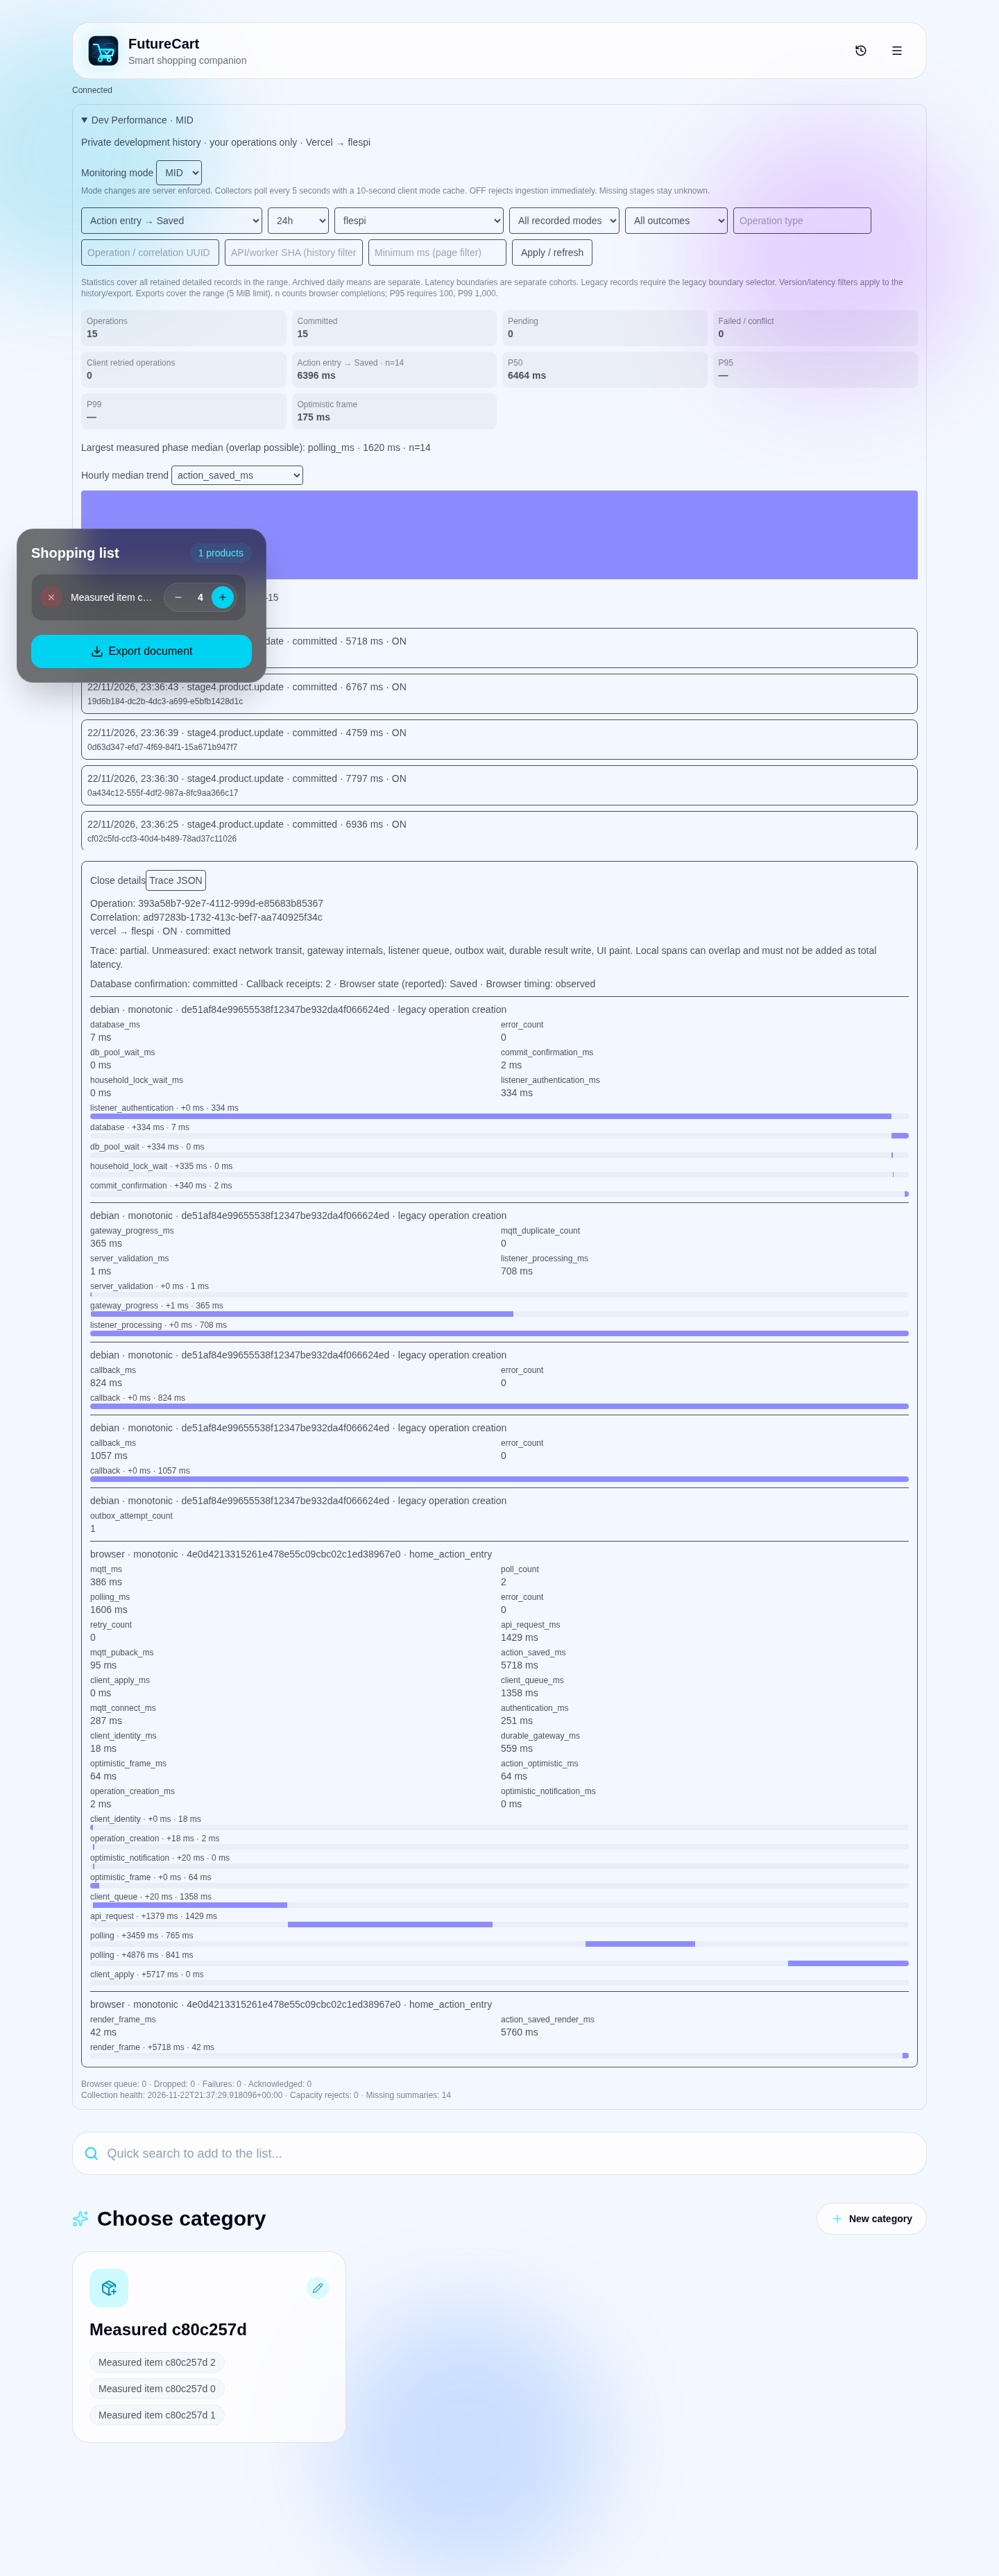 FutureCart
Smart shopping companion
Connected
▼ Dev Performance · MID
Private development history · your operations only · Vercel → flespi
Monitoring mode MID
Mode changes are server enforced. Collectors poll every 5 seconds with a 10-second client mode cache. OFF rejects ingestion immediately. Missing stages stay unknown.
Action entry → Saved 24h flespi All recorded modes All outcomes Operation type
Operation / correlation UUID API/worker SHA (history filter Minimum ms (page filter) Apply / refresh
Statistics cover all retained detailed records in the range. Archived daily means are separate. Latency boundaries are separate cohorts. Legacy records require the legacy boundary selector. Version/latency filters apply to the
history/export. Exports cover the range (5 MiB limit). n counts browser completions; P95 requires 100, P99 1,000.
Operations Committed Pending Failed / conflict
15 15 0 0
Client retried operations Action entry → Saved · n=14 P50 P95
0 6396 ms 6464 ms —
P99 Optimistic frame
— 175 ms
Largest measured phase median (overlap possible): polling_ms · 1620 ms · n=14
Hourly median trend action_saved_ms
Shopping list 1 products
Measured item c... − 4 +
-15
Export document
date · committed · 5718 ms · ON
22/11/2026, 23:36:43 · stage4.product.update · committed · 6767 ms · ON
19d6b184-dc2b-4dc3-a699-e5bfb1428d1c
22/11/2026, 23:36:39 · stage4.product.update · committed · 4759 ms · ON
0d63d347-efd7-4f69-84f1-15a671b947f7
22/11/2026, 23:36:30 · stage4.product.update · committed · 7797 ms · ON
0a434c12-555f-4df2-987a-8fc9aa366c17
22/11/2026, 23:36:25 · stage4.product.update · committed · 6936 ms · ON
cf02c5fd-ccf3-40d4-b489-78ad37c11026
Close details Trace JSON
Operation: 393a58b7-92e7-4112-999d-e85683b85367
Correlation: ad97283b-1732-413c-bef7-aa740925f34c
vercel → flespi · ON · committed
Trace: partial. Unmeasured: exact network transit, gateway internals, listener queue, outbox wait, durable result write, UI paint. Local spans can overlap and must not be added as total
latency.
Database confirmation: committed · Callback receipts: 2 · Browser state (reported): Saved · Browser timing: observed
debian · monotonic · de51af84e99655538f12347be932da4f066624ed · legacy operation creation
database_ms error_count
7 ms 0
db_pool_wait_ms commit_confirmation_ms
0 ms 2 ms
household_lock_wait_ms listener_authentication_ms
0 ms 334 ms
listener_authentication · +0 ms · 334 ms
database · +334 ms · 7 ms
db_pool_wait · +334 ms · 0 ms
household_lock_wait · +335 ms · 0 ms
commit_confirmation · +340 ms · 2 ms
debian · monotonic · de51af84e99655538f12347be932da4f066624ed · legacy operation creation
gateway_progress_ms mqtt_duplicate_count
365 ms 0
server_validation_ms listener_processing_ms
1 ms 708 ms
server_validation · +0 ms · 1 ms
gateway_progress · +1 ms · 365 ms
listener_processing · +0 ms · 708 ms
debian · monotonic · de51af84e99655538f12347be932da4f066624ed · legacy operation creation
callback_ms error_count
824 ms 0
callback · +0 ms · 824 ms
debian · monotonic · de51af84e99655538f12347be932da4f066624ed · legacy operation creation
callback_ms error_count
1057 ms 0
callback · +0 ms · 1057 ms
debian · monotonic · de51af84e99655538f12347be932da4f066624ed · legacy operation creation
outbox_attempt_count
1
browser · monotonic · 4e0d4213315261e478e55c09cbc02c1ed38967e0 · home_action_entry
mqtt_ms poll_count
386 ms 2
polling_ms error_count
1606 ms 0
retry_count api_request_ms
0 1429 ms
mqtt_puback_ms action_saved_ms
95 ms 5718 ms
client_apply_ms client_queue_ms
0 ms 1358 ms
mqtt_connect_ms authentication_ms
287 ms 251 ms
client_identity_ms durable_gateway_ms
18 ms 559 ms
optimistic_frame_ms action_optimistic_ms
64 ms 64 ms
operation_creation_ms optimistic_notification_ms
2 ms 0 ms
client_identity · +0 ms · 18 ms
operation_creation · +18 ms · 2 ms
optimistic_notification · +20 ms · 0 ms
optimistic_frame · +0 ms · 64 ms
client_queue · +20 ms · 1358 ms
api_request · +1379 ms · 1429 ms
polling · +3459 ms · 765 ms
polling · +4876 ms · 841 ms
client_apply · +5717 ms · 0 ms
browser · monotonic · 4e0d4213315261e478e55c09cbc02c1ed38967e0 · home_action_entry
render_frame_ms action_saved_render_ms
42 ms 5760 ms
render_frame · +5718 ms · 42 ms
Browser queue: 0 · Dropped: 0 · Failures: 0 · Acknowledged: 0
Collection health: 2026-11-22T21:37:29.918096+00:00 · Capacity rejects: 0 · Missing summaries: 14
Quick search to add to the list...
Choose category New category
Measured c80c257d
Measured item c80c257d 2
Measured item c80c257d 0
Measured item c80c257d 1